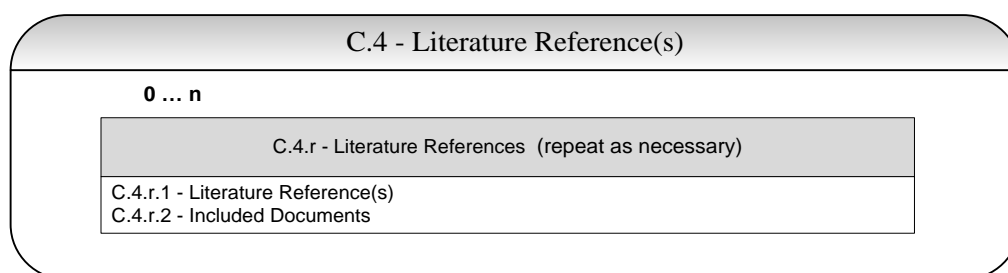 C.4 - Literature Reference(s)
0 … n
C.4.r - Literature References (repeat as necessary)
C.4.r.1 - Literature Reference(s)
C.4.r.2 - Included Documents